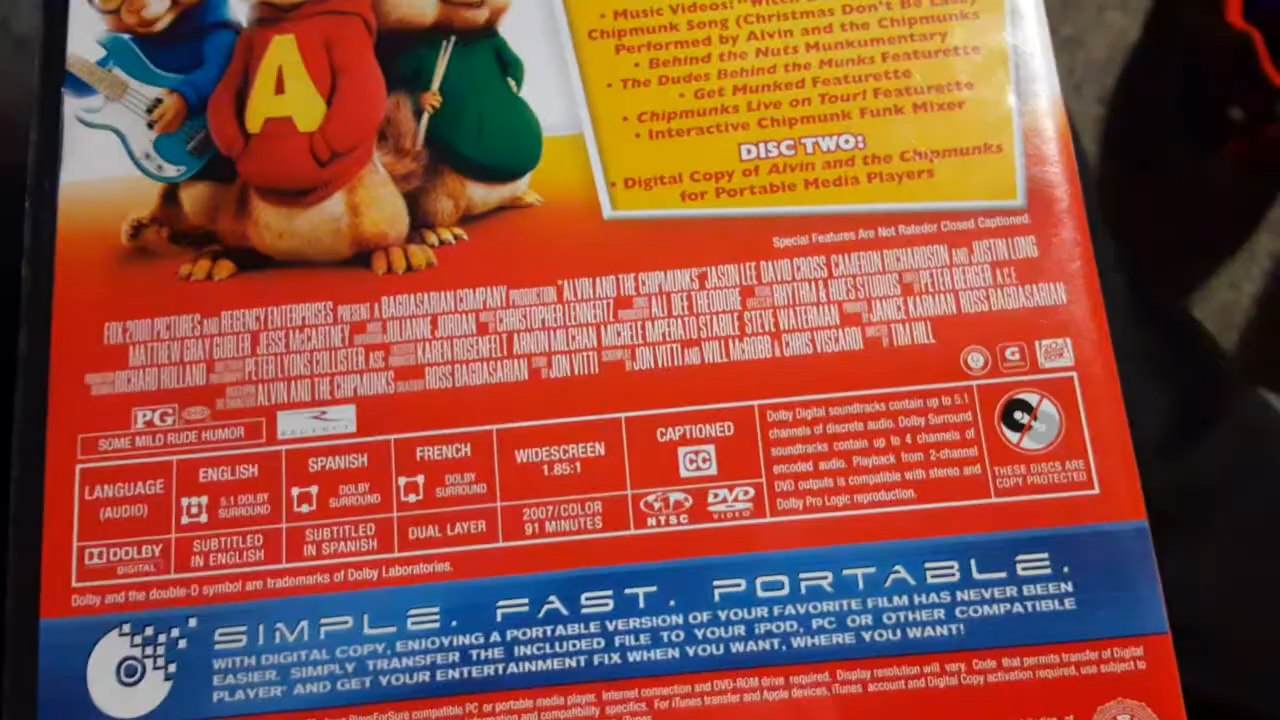 • Music Videos! "Witch
Chipmunk Song (Christmas Don't Be Late)
Performed by Alvin and the Chipmunks
• Behind the Nuts Munkumentary
• The Dudes Behind the Munks Featurette
• Get Munked Featurette
• Chipmunks Live on Tour! Featurette
• Interactive Chipmunk Funk Mixer
DISC TWO:
• Digital Copy of Alvin and the Chipmunks
for Portable Media Players
A
Special Features Are Not Ratedor Closed Captioned.
FOX 2000 PICTURES AND REGENCY ENTERPRISES PRESENT A BAGDASARIAN COMPANY PRODUCTION "ALVIN AND THE CHIPMUNKS" JASON LEE DAVID CROSS CAMERON RICHARDSON AND JUSTIN LONG
MATTHEW GRAY GUBLER JESSE McCARTNEY JULIANNE JORDAN CHRISTOPHER LENNERTZ ALI DEE THEODORE RHYTHM & HUES STUDIOS PETER BERGER A.C.E.
RICHARD HOLLAND PETER LYONS COLLISTER ASC KAREN ROSENFELT ARNON MILCHAN MICHELE IMPERATO STABILE STEVE WATERMAN JANICE KARMAN ROSS BAGDASARIAN
ALVIN AND THE CHIPMUNKS ROSS BAGDASARIAN BY JON VITTI BY JON VITTI AND WILL McROBB & CHRIS VISCARDI BY TIM HILL
PG
SOME MILD RUDE HUMOR
REGENCY
G
FOX
LANGUAGE
(AUDIO)
DOLBY
DIGITAL
ENGLISH
5.1 DOLBY
SURROUND
SUBTITLED
IN ENGLISH
SPANISH
DOLBY
SURROUND
SUBTITLED
IN SPANISH
FRENCH
DOLBY
SURROUND
DUAL LAYER
WIDESCREEN
1.85:1
2007/COLOR
91 MINUTES
CAPTIONED
CC
NTSC
DVD
VIDEO
Dolby Digital soundtracks contain up to 5.1
channels of discrete audio. Dolby Surround
soundtracks contain up to 4 channels of
encoded audio. Playback from 2-channel
DVD outputs is compatible with stereo and
Dolby Pro Logic reproduction.
THESE DISCS ARE
COPY PROTECTED
Dolby and the double-D symbol are trademarks of Dolby Laboratories.
SIMPLE. FAST. PORTABLE.
WITH DIGITAL COPY, ENJOYING A PORTABLE VERSION OF YOUR FAVORITE FILM HAS NEVER BEEN
EASIER. SIMPLY TRANSFER THE INCLUDED FILE TO YOUR iPOD, PC OR OTHER COMPATIBLE
PLAYER* AND GET YOUR ENTERTAINMENT FIX WHEN YOU WANT, WHERE YOU WANT!
PlaysForSure compatible PC or portable media player. Internet connection and DVD-ROM drive required. Display resolution will vary. Code that permits transfer of Digital
and compatibility specifics. For iTunes transfer and Apple devices, iTunes account and Digital Copy activation required, use subject to
iTunes.